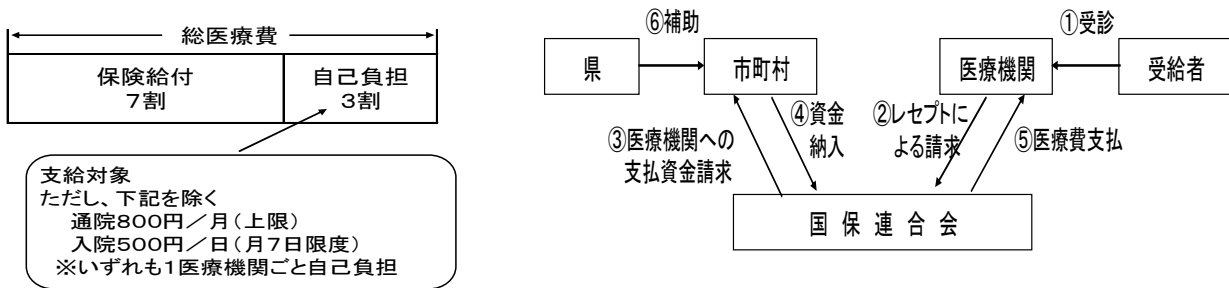 総医療費
保険給付
7割
自己負担
3割
支給対象
ただし、下記を除く
通院800円／月(上限)
入院500円／日(月7日限度)
※いずれも1医療機関ごと自己負担
⑥補助
①受診
県
市町村
医療機関
受給者
④資金
納入
②レセプトに
よる請求
③医療機関への
支払資金請求
⑤医療費支払
国保連合会